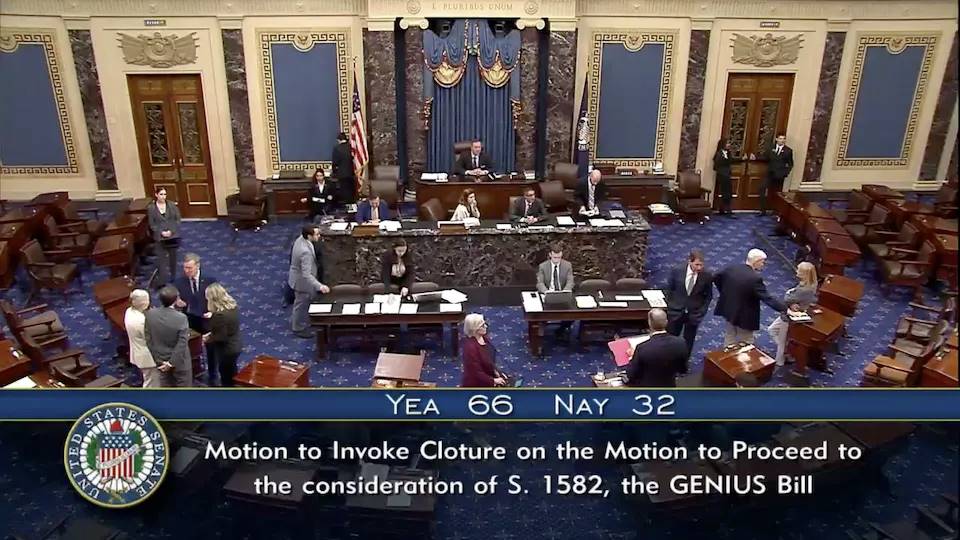 E PLURIBUS UNUM
YEA 66 NAY 32
UNITED STATES SENATE
Motion to Invoke Cloture on the Motion to Proceed to
the consideration of S. 1582, the GENIUS Bill